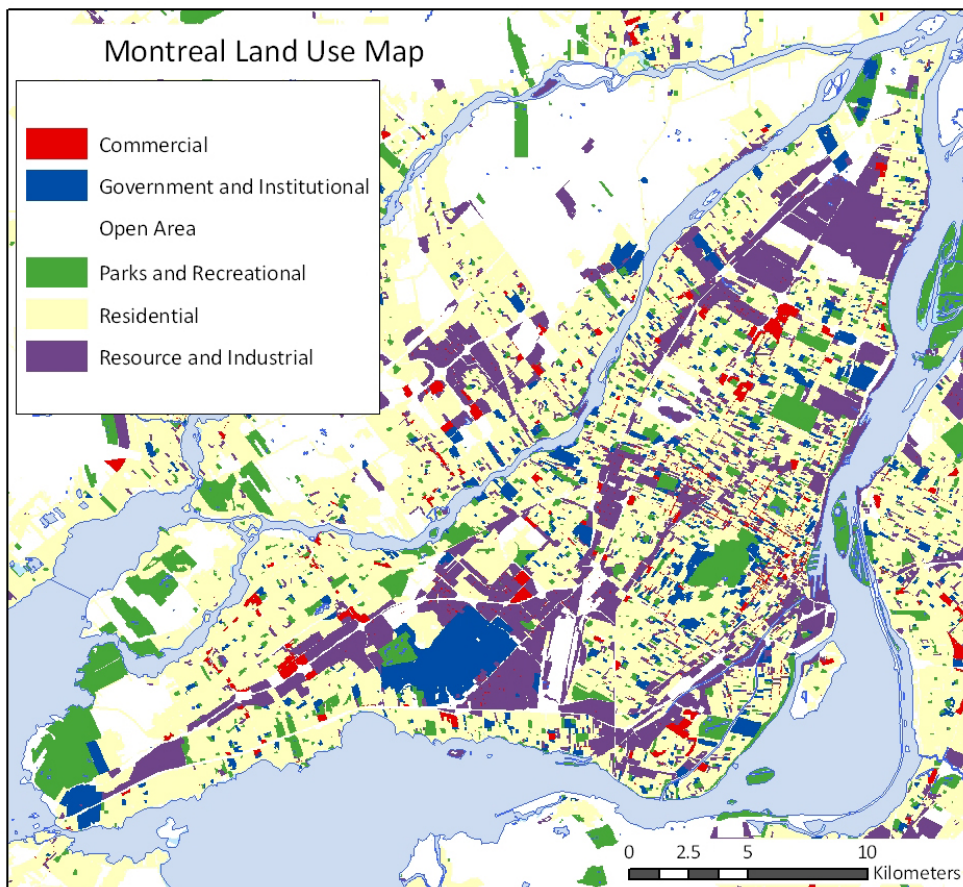 Montreal Land Use Map
Commercial
Government and Institutional
Open Area
Parks and Recreational
Residential
Resource and Industrial
0 2.5 5 10
Kilometers